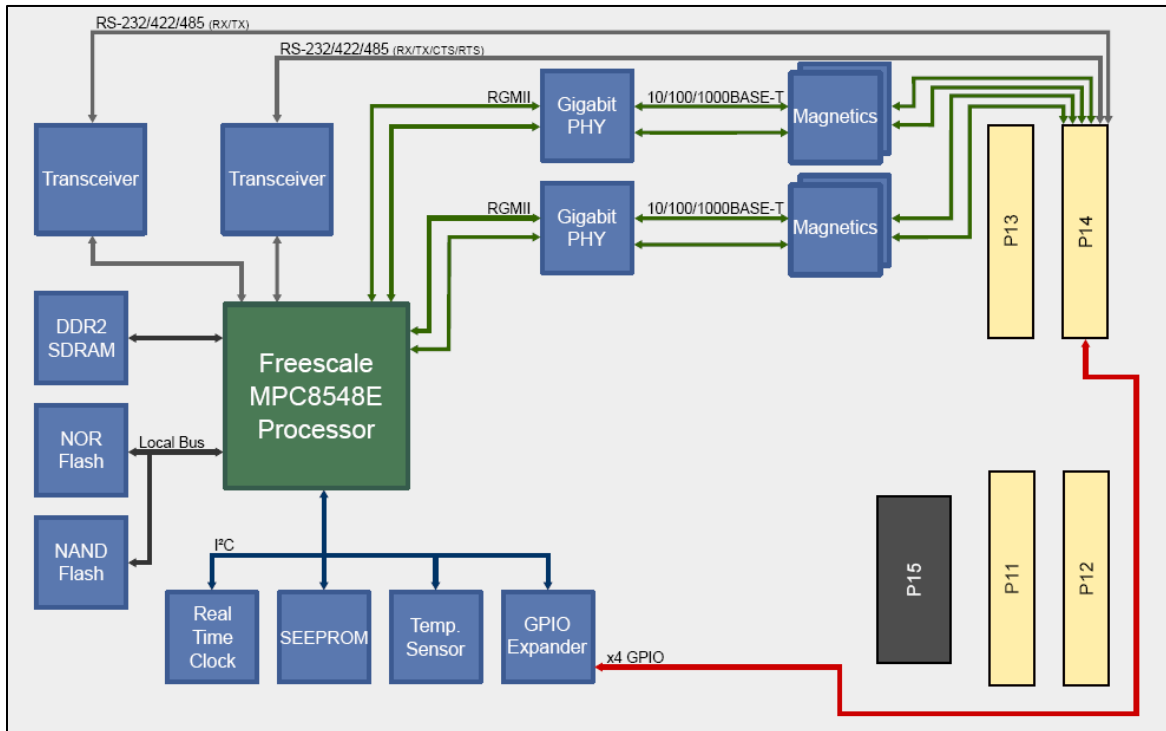 RS-232/422/485 (RX/TX)
RS-232/422/485 (RX/TX/CTS/RTS)
RGMII
Gigabit
PHY
10/100/1000BASE-T
Magnetics
Transceiver
Transceiver
RGMII
Gigabit
PHY
10/100/1000BASE-T
Magnetics
P13
P14
DDR2
SDRAM
Freescale
MPC8548E
Processor
NOR
Flash
Local Bus
NAND
Flash
I²C
Real
Time
Clock
SEEPROM
Temp.
Sensor
GPIO
Expander
x4 GPIO
P15
P11
P12